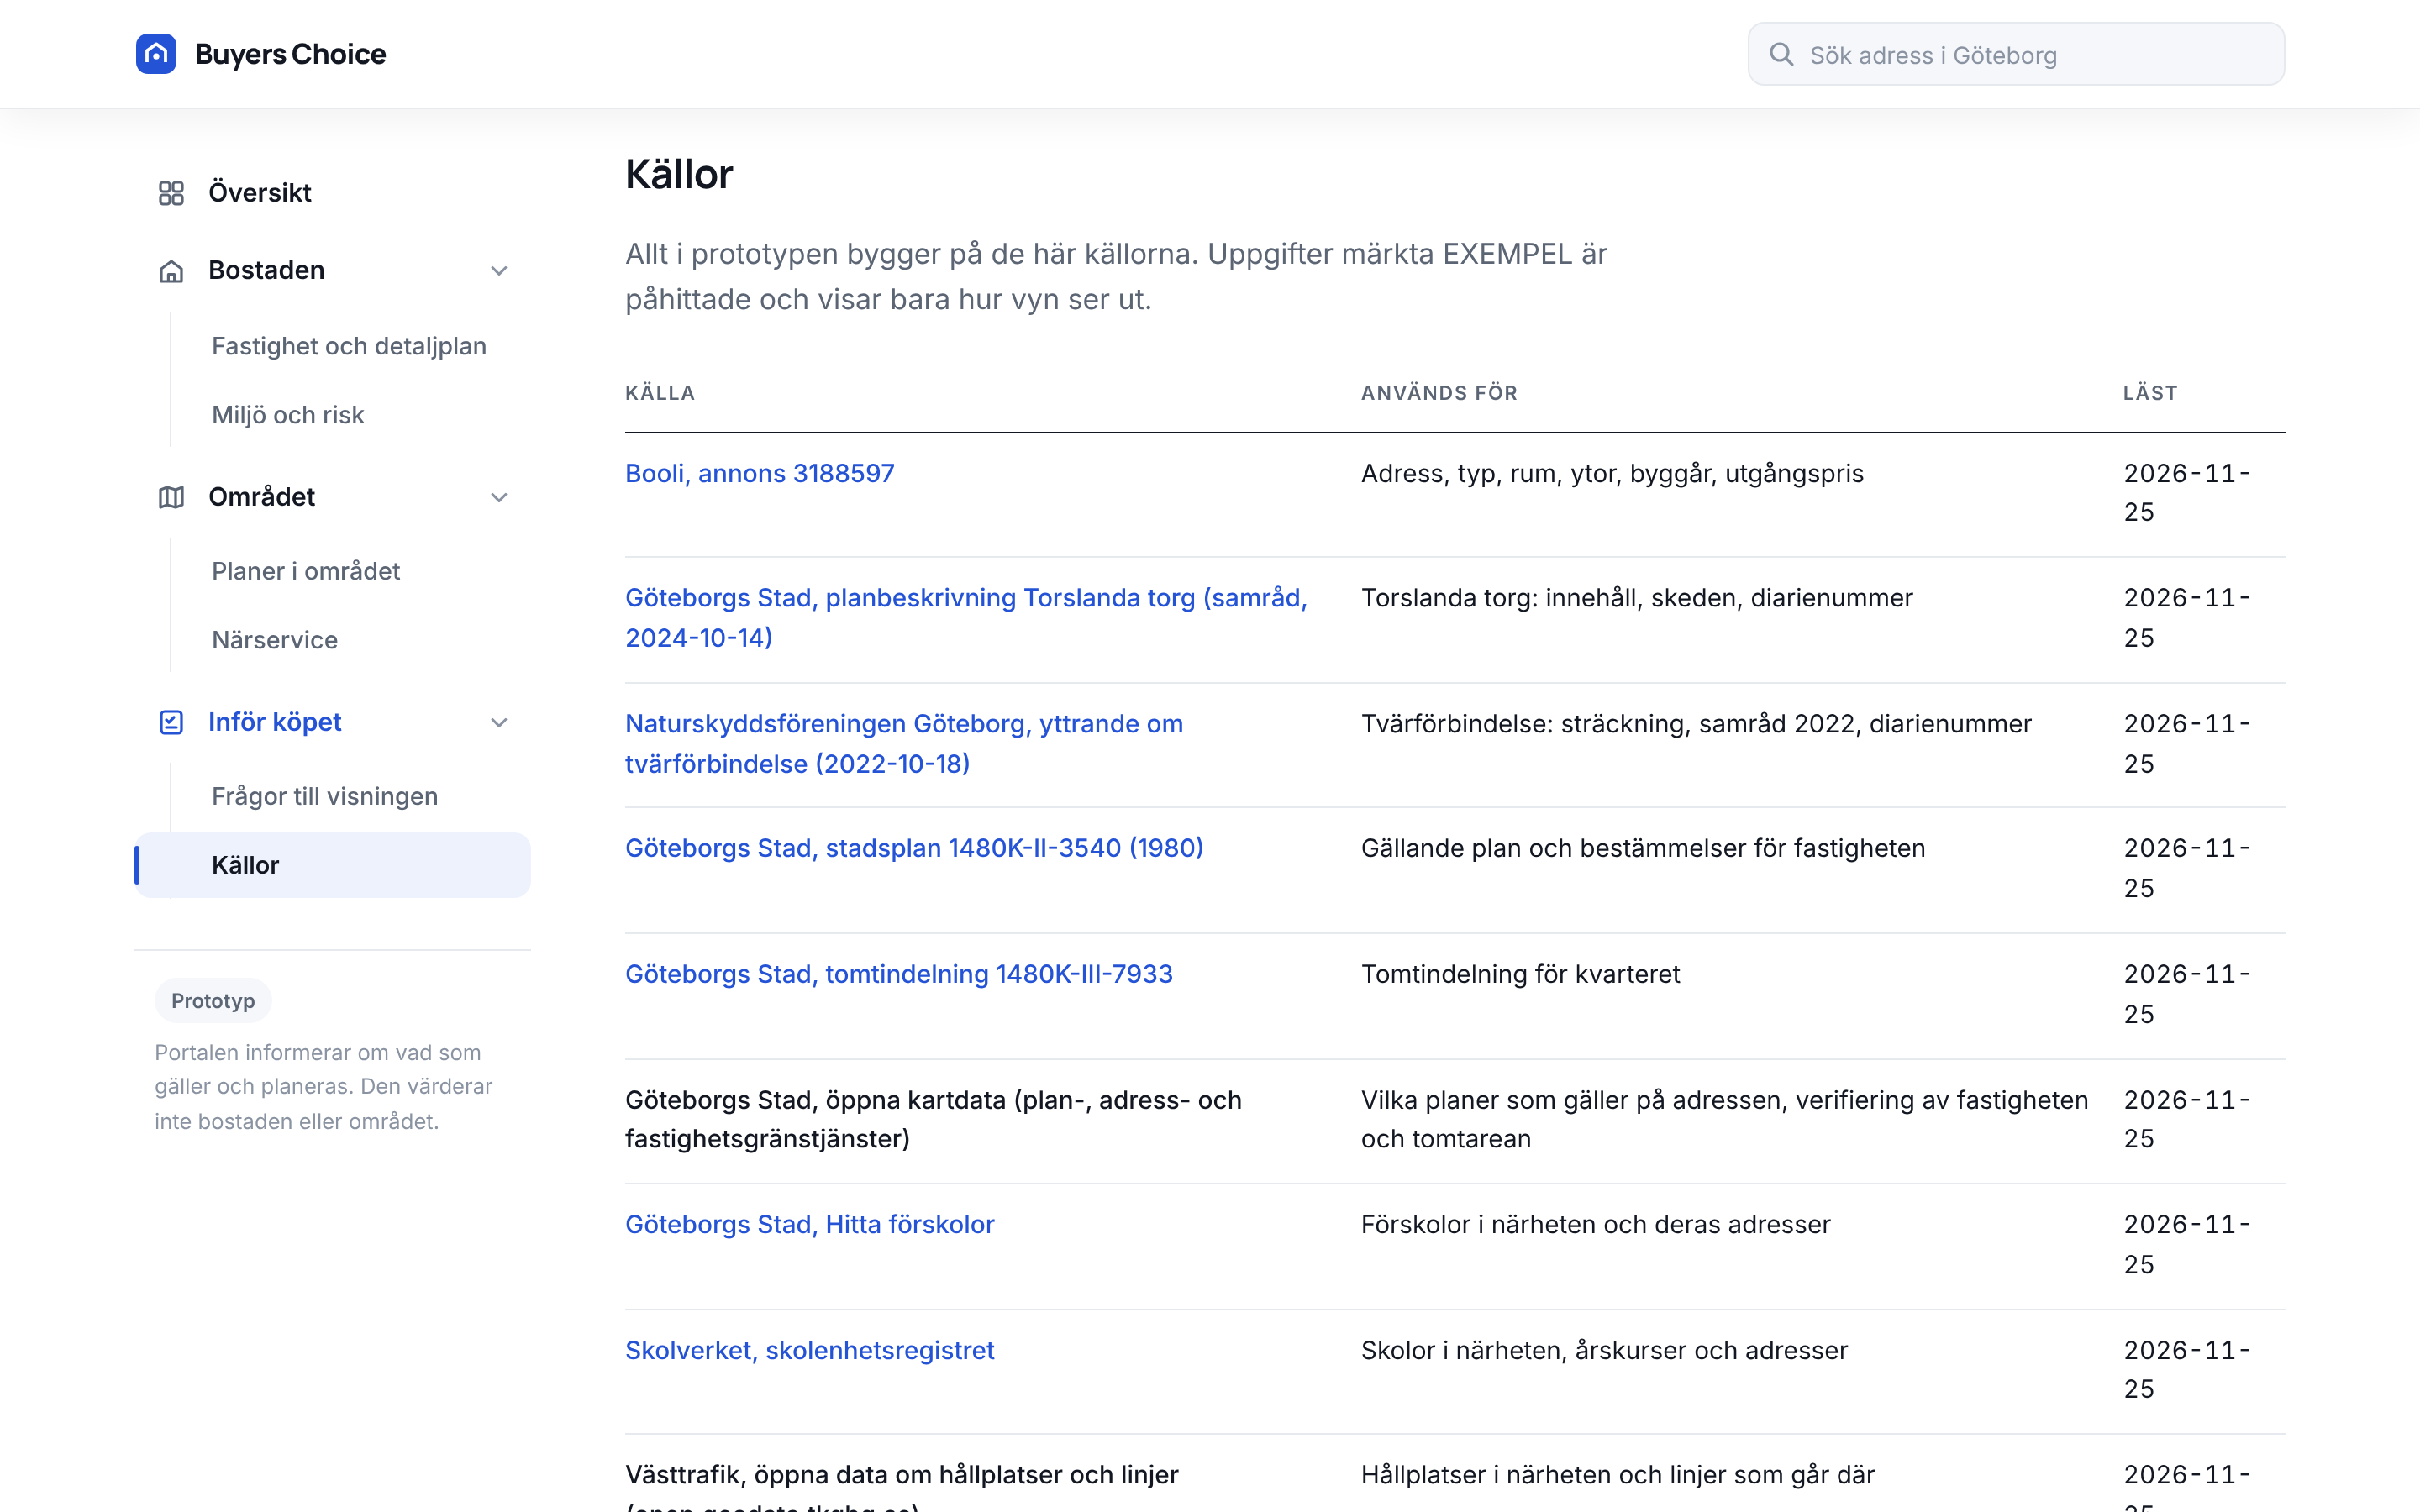 Buyers Choice
Sök adress i Göteborg
Översikt
Bostaden
Fastighet och detaljplan
Miljö och risk
Området
Planer i området
Närservice
Inför köpet
Frågor till visningen
Källor
Prototyp
Portalen informerar om vad som
gäller och planeras. Den värderar
inte bostaden eller området.
Källor
Allt i prototypen bygger på de här källorna. Uppgifter märkta EXEMPEL är
påhittade och visar bara hur vyn ser ut.
KÄLLA ANVÄNDS FÖR LÄST
Booli, annons 3188597 Adress, typ, rum, ytor, byggår, utgångspris 2026-11-
25
Göteborgs Stad, planbeskrivning Torslanda torg (samråd, Torslanda torg: innehåll, skeden, diarienummer 2026-11-
2024-10-14) 25
Naturskyddsföreningen Göteborg, yttrande om Tvärförbindelse: sträckning, samråd 2022, diarienummer 2026-11-
tvärförbindelse (2022-10-18) 25
Göteborgs Stad, stadsplan 1480K-II-3540 (1980) Gällande plan och bestämmelser för fastigheten 2026-11-
25
Göteborgs Stad, tomtindelning 1480K-III-7933 Tomtindelning för kvarteret 2026-11-
25
Göteborgs Stad, öppna kartdata (plan-, adress- och Vilka planer som gäller på adressen, verifiering av fastigheten 2026-11-
fastighetsgränstjänster) och tomtarean 25
Göteborgs Stad, Hitta förskolor Förskolor i närheten och deras adresser 2026-11-
25
Skolverket, skolenhetsregistret Skolor i närheten, årskurser och adresser 2026-11-
25
Västtrafik, öppna data om hållplatser och linjer Hållplatser i närheten och linjer som går där 2026-11-